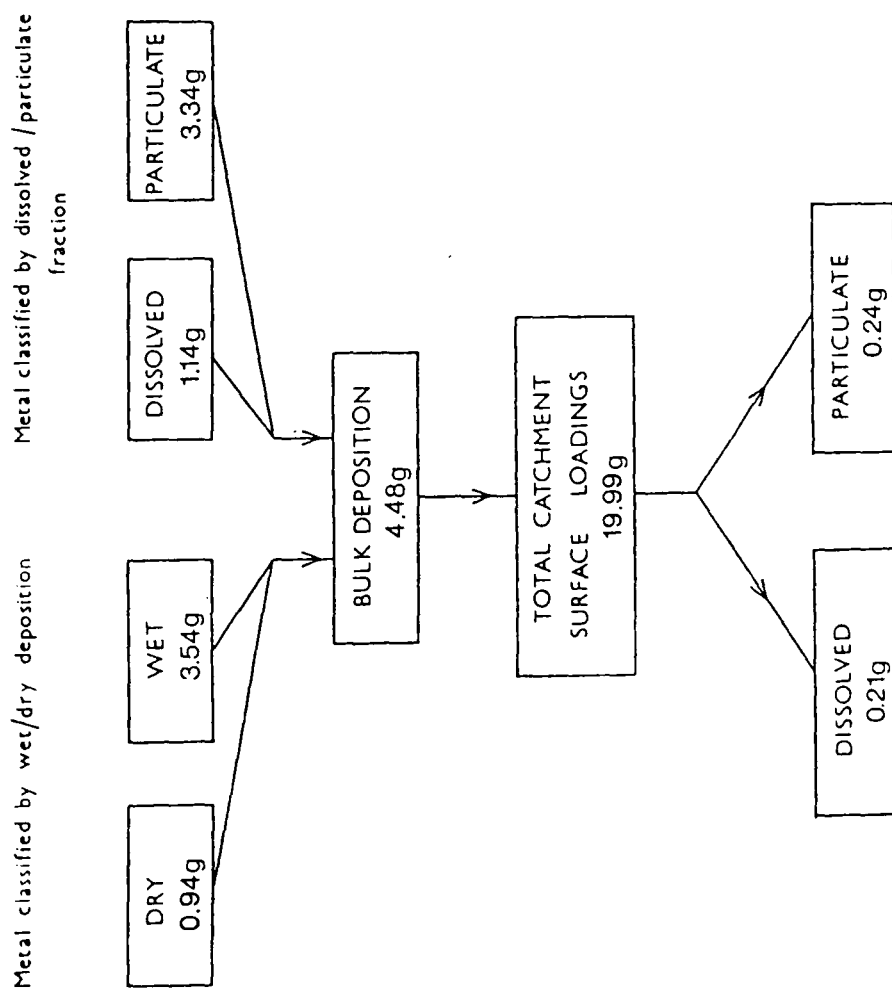 Metal classified by wet/dry deposition
Metal classified by dissolved/particulate
fraction
DRY
0.94g
WET
3.54g
DISSOLVED
1.14g
PARTICULATE
3.34g
BULK DEPOSITION
4.48g
TOTAL CATCHMENT
SURFACE LOADINGS
19.99g
DISSOLVED
0.21g
PARTICULATE
0.24g